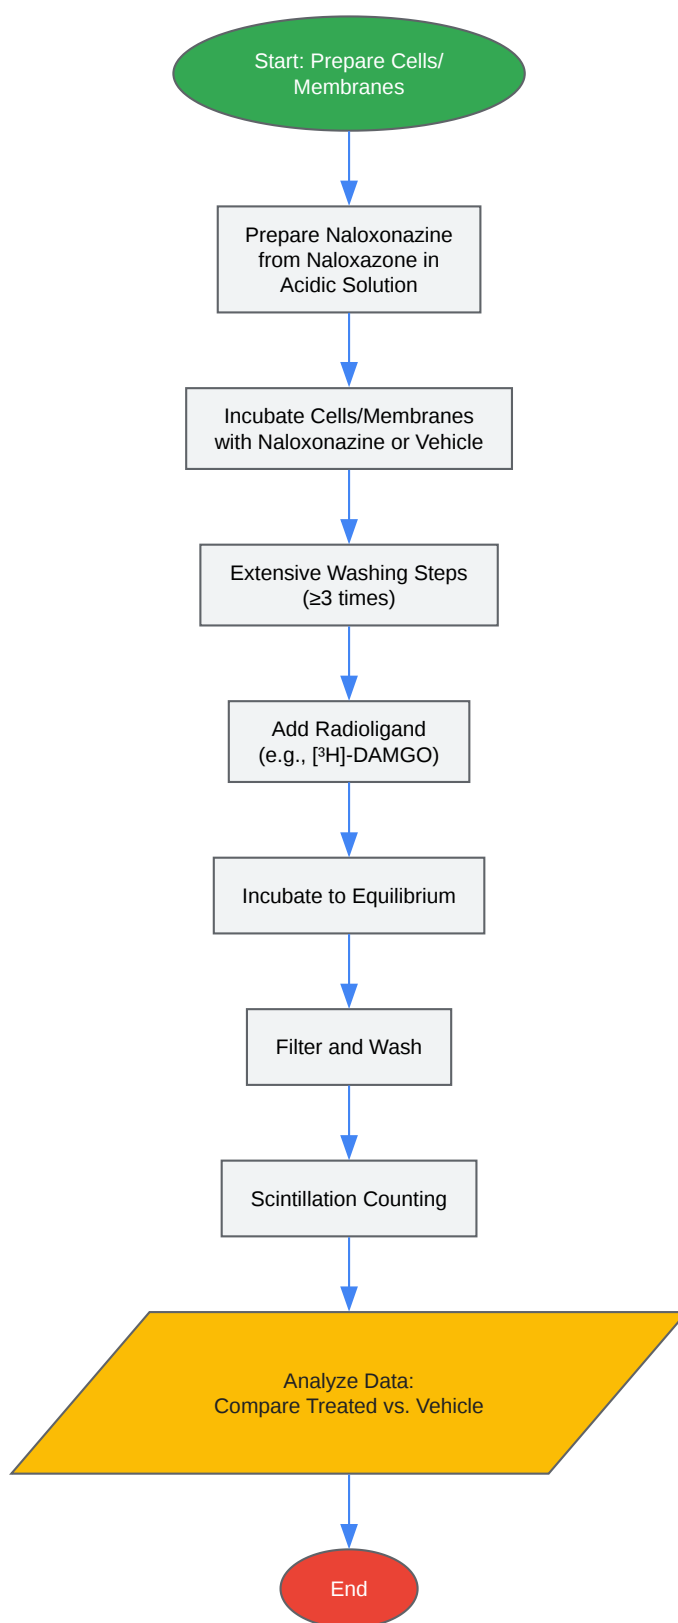 Start: Prepare Cells/
Membranes
Prepare Naloxonazine
from Naloxazone in
Acidic Solution
Incubate Cells/Membranes
with Naloxonazine or Vehicle
Extensive Washing Steps
(≥3 times)
Add Radioligand
(e.g., [³H]-DAMGO)
Incubate to Equilibrium
Filter and Wash
Scintillation Counting
Analyze Data:
Compare Treated vs. Vehicle
End